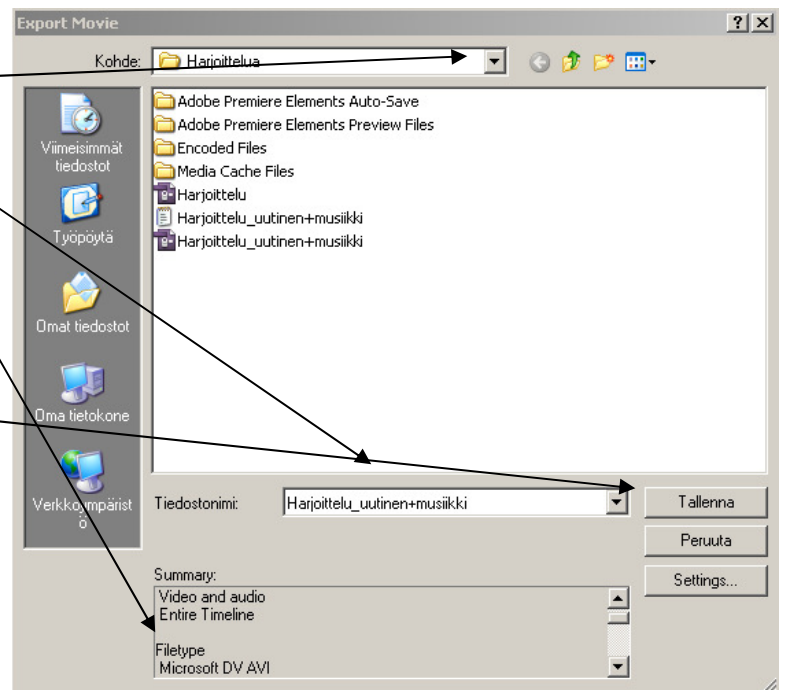 Export Movie
Kohde: Harjoittelua
Viimeisimmät
tiedostot
Työpöytä
Omat tiedostot
Oma tietokone
Verkkoympärist
ö
Adobe Premiere Elements Auto-Save
Adobe Premiere Elements Preview Files
Encoded Files
Media Cache Files
Harjoittelu
Harjoittelu_uutinen+musiikki
Harjoittelu_uutinen+musiikki
Tiedostonimi: Harjoittelu_uutinen+musiikki
Tallenna
Peruuta
Settings...
Summary:
Video and audio
Entire Timeline
Filetype
Microsoft DV AVI